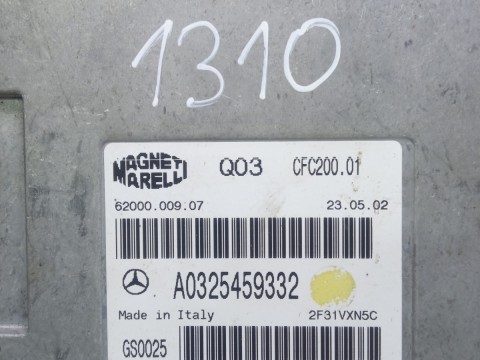 1310
MAGNETI
MARELLI
Q03 CFC200.01
62000.009.07 23.05.02
A0325459332
Made in Italy 2F31VXN5C
GS0025